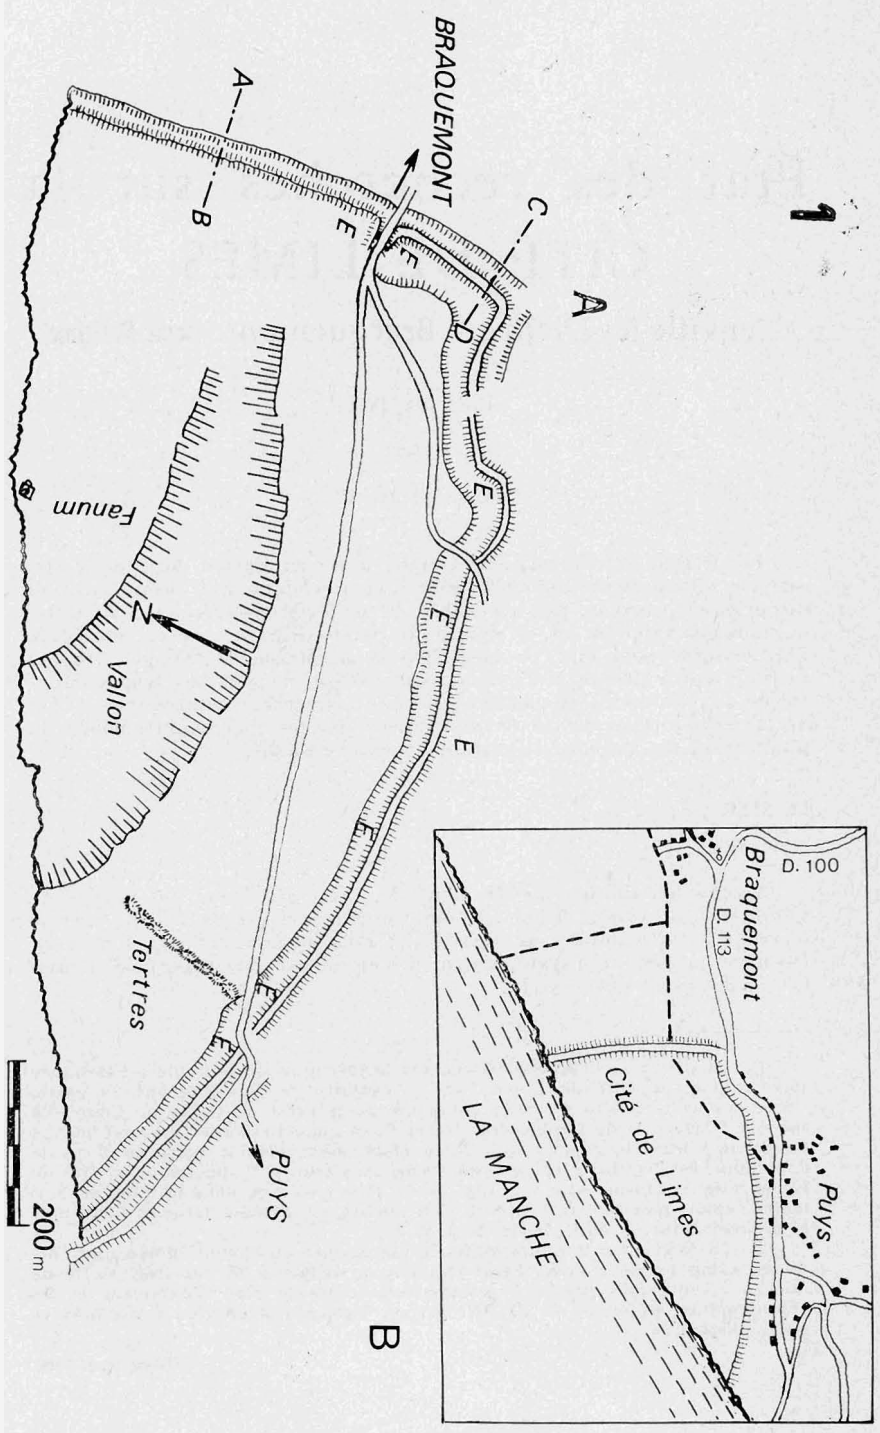 1
A
BRAQUEMONT
A
B
C
D
E
E
E
E
E
E
E
E
Fanum
N
Vallon
Tertres
PUYS
200 m
B
D. 100
Braquemont
D. 113
Cité de Limes
Puys
LA MANCHE